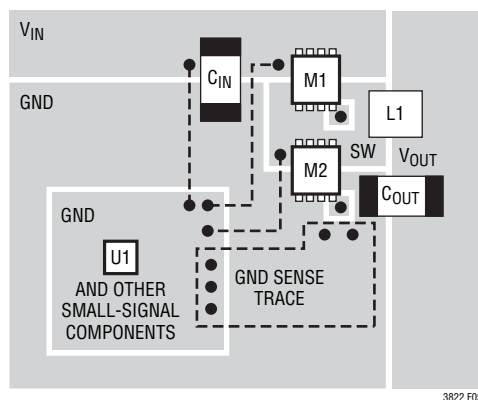 VIN
GND
CIN
M1
L1
M2
SW
VOUT
COUT
GND
U1
AND OTHER
SMALL-SIGNAL
COMPONENTS
GND SENSE
TRACE